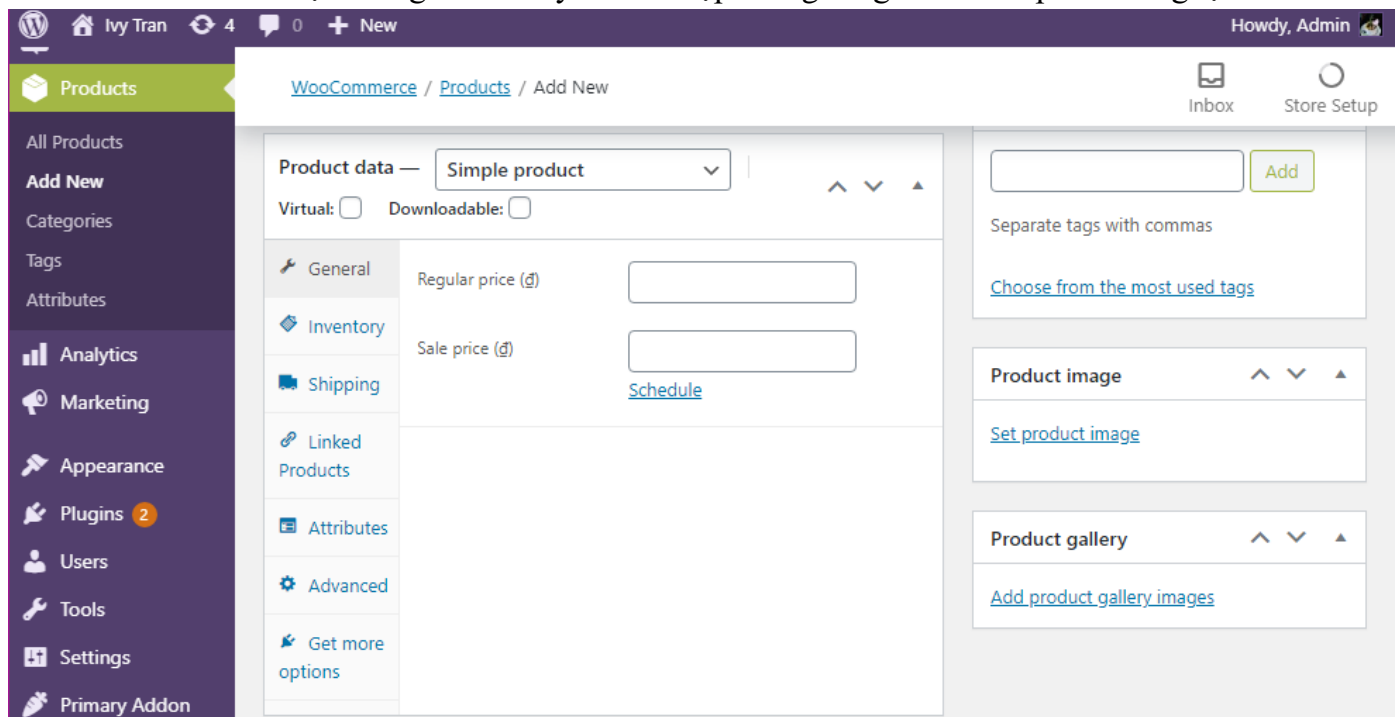 Ivy Tran 4 0 + New Howdy, Admin
Products
WooCommerce / Products / Add New
Inbox
Store Setup
All Products
Add New
Categories
Tags
Attributes
Analytics
Marketing
Appearance
Plugins 2
Users
Tools
Settings
Primary Addon
Product data — Simple product
Virtual: Downloadable:
General
Inventory
Shipping
Linked
Products
Attributes
Advanced
Get more
options
Regular price (₫)
Sale price (₫)
Schedule
Add
Separate tags with commas
Choose from the most used tags
Product image
Set product image
Product gallery
Add product gallery images